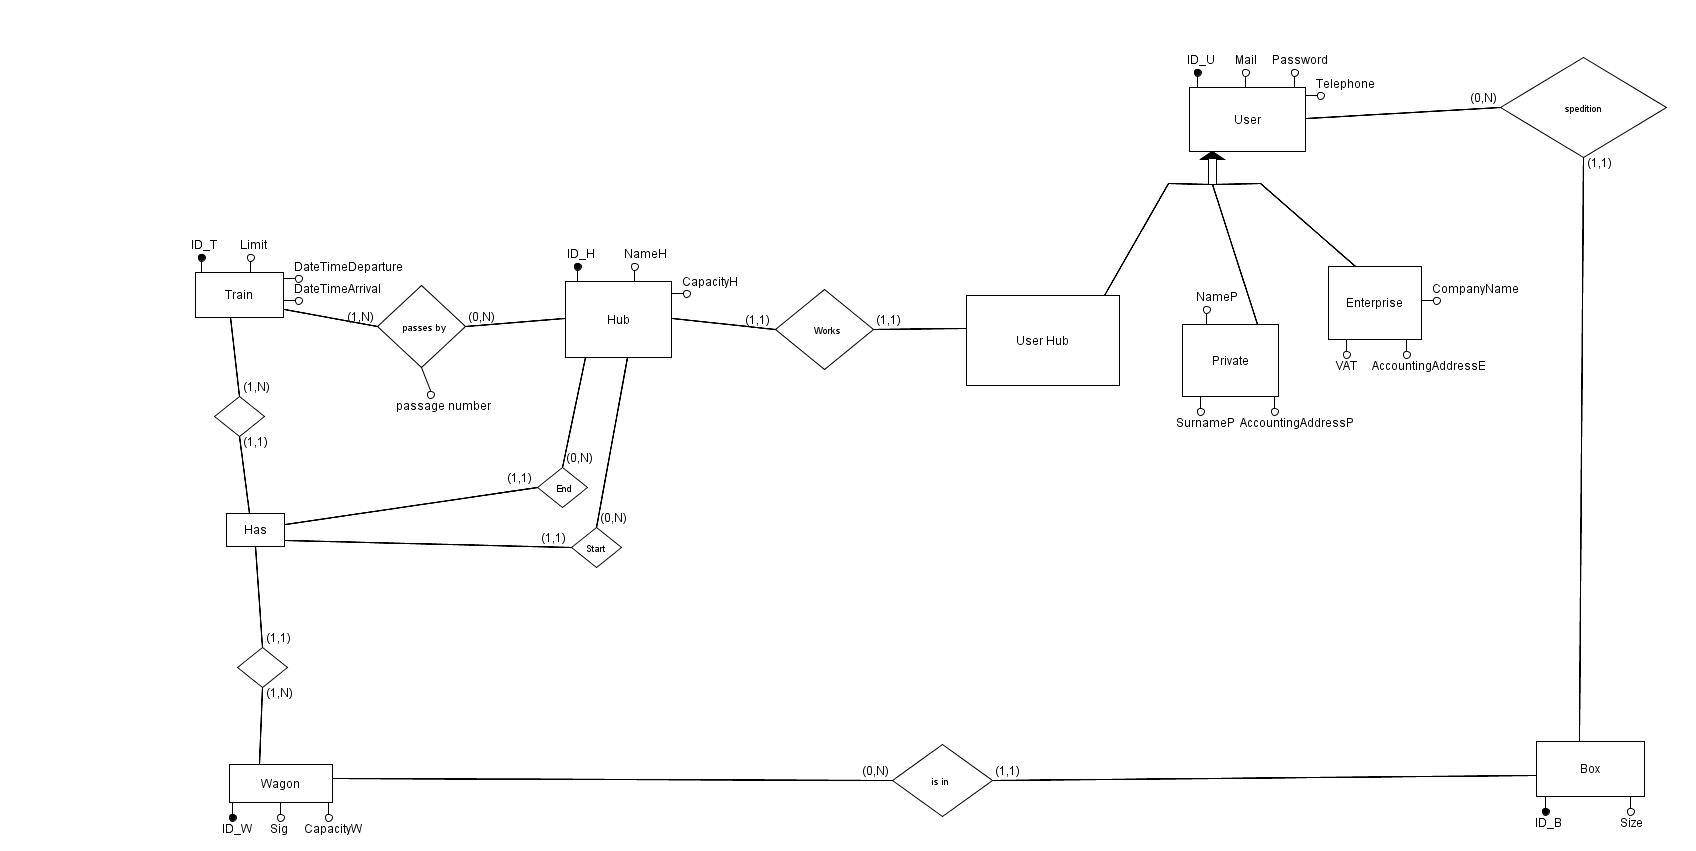 ID_U
Mail
Password
Telephone
User
(0,N)
spedition
(1,1)
ID_T
Limit
DateTimeDeparture
DateTimeArrival
Train
(1,N)
passes by
(0,N)
passage number
ID_H
NameH
CapacityH
Hub
(1,1)
Works
(1,1)
User Hub
NameP
Private
SurnameP
AccountingAddressP
CompanyName
Enterprise
VAT
AccountingAddressE
(1,N)
(1,1)
(0,N)
(1,1)
End
(0,N)
(1,1)
Start
Has
(1,1)
(1,N)
Wagon
ID_W
Sig
CapacityW
(0,N)
is in
(1,1)
Box
ID_B
Size